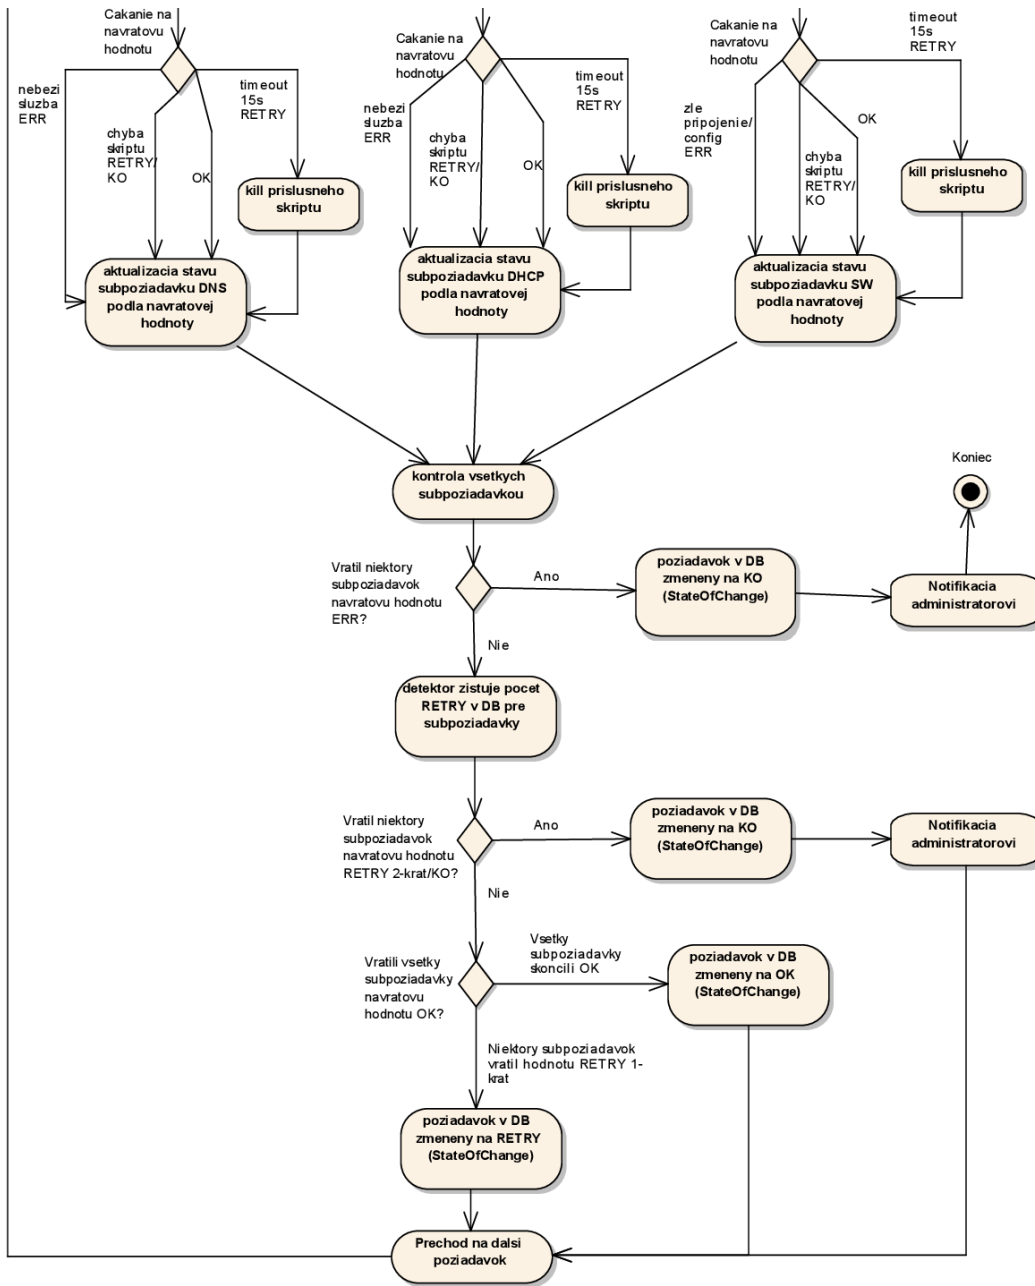 Cakanie na
navratovu
hodnotu
nebezi
sluzba
ERR
chyba
skriptu
RETRY/
KO
OK
timeout
15s
RETRY
kill prislusneho
skriptu
aktualizacia stavu
subpoziadavku DNS
podla navratovej
hodnoty
Cakanie na
navratovu
hodnotu
nebezi
sluzba
ERR
chyba
skriptu
RETRY/
KO
OK
timeout
15s
RETRY
kill prislusneho
skriptu
aktualizacia stavu
subpoziadavku DHCP
podla navratovej
hodnoty
Cakanie na
navratovu
hodnotu
zle
pripojenie/
config
ERR
chyba
skriptu
RETRY/
KO
OK
timeout
15s
RETRY
kill prislusneho
skriptu
aktualizacia stavu
subpoziadavku SW
podla navratovej
hodnoty
kontrola vsetkych
subpoziadavkou
Koniec
Vratil niektory
subpoziadavok
navratovu hodnotu
ERR?
Ano
poziadavok v DB
zmeneny na KO
(StateOfChange)
Notifikacia
administratorovi
Nie
detektor zistuje pocet
RETRY v DB pre
subpoziadavky
Vratil niektory
subpoziadavok
navratovu hodnotu
RETRY 2-krat/KO?
Ano
poziadavok v DB
zmeneny na KO
(StateOfChange)
Notifikacia
administratorovi
Nie
Vratili vsetky
subpoziadavky
navratovu
hodnotu OK?
Vsetky
subpoziadavky
skoncili OK
poziadavok v DB
zmeneny na OK
(StateOfChange)
Niektory subpoziadavok
vratil hodnotu RETRY 1-
krat
poziadavok v DB
zmeneny na RETRY
(StateOfChange)
Prechod na dalsi
poziadavok